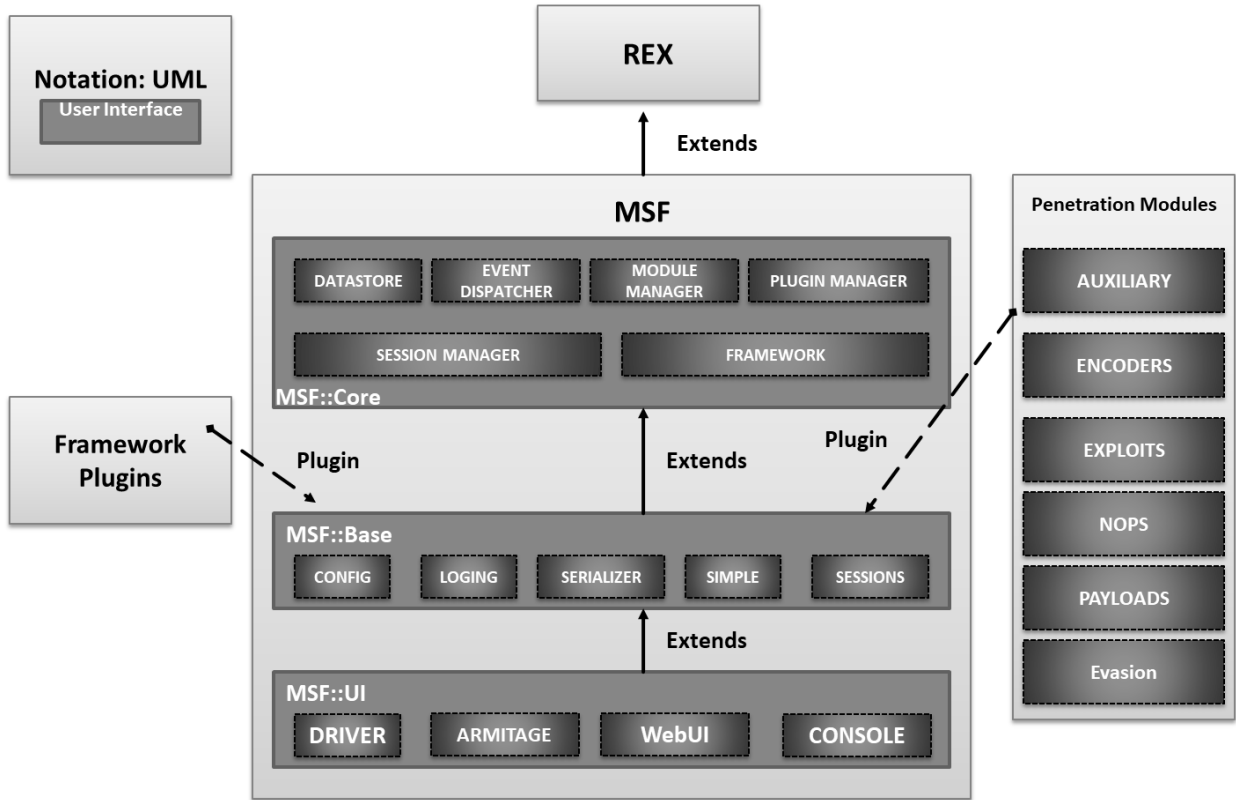 Notation: UML
User Interface
REX
Extends
MSF
DATASTORE
EVENT
DISPATCHER
MODULE
MANAGER
PLUGIN MANAGER
SESSION MANAGER
FRAMEWORK
MSF::Core
Framework
Plugins
Plugin
Extends
Plugin
MSF::Base
CONFIG
LOGING
SERIALIZER
SIMPLE
SESSIONS
Extends
MSF::UI
DRIVER
ARMITAGE
WebUI
CONSOLE
Penetration Modules
AUXILIARY
ENCODERS
EXPLOITS
NOPS
PAYLOADS
Evasion